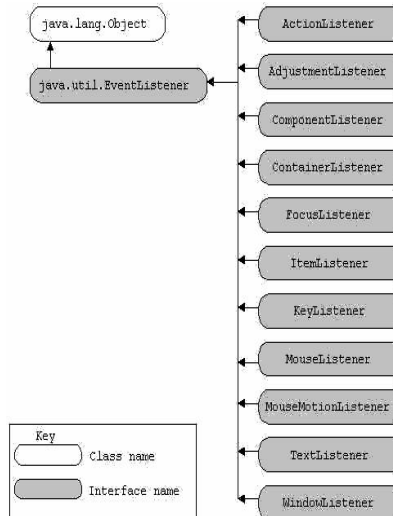 java.lang.Object
java.util.EventListener
ActionListener
AdjustmentListener
ComponentListener
ContainerListener
FocusListener
ItemListener
KeyListener
MouseListener
MouseMotionListener
TextListener
WindowListener
Key
Class name
Interface name